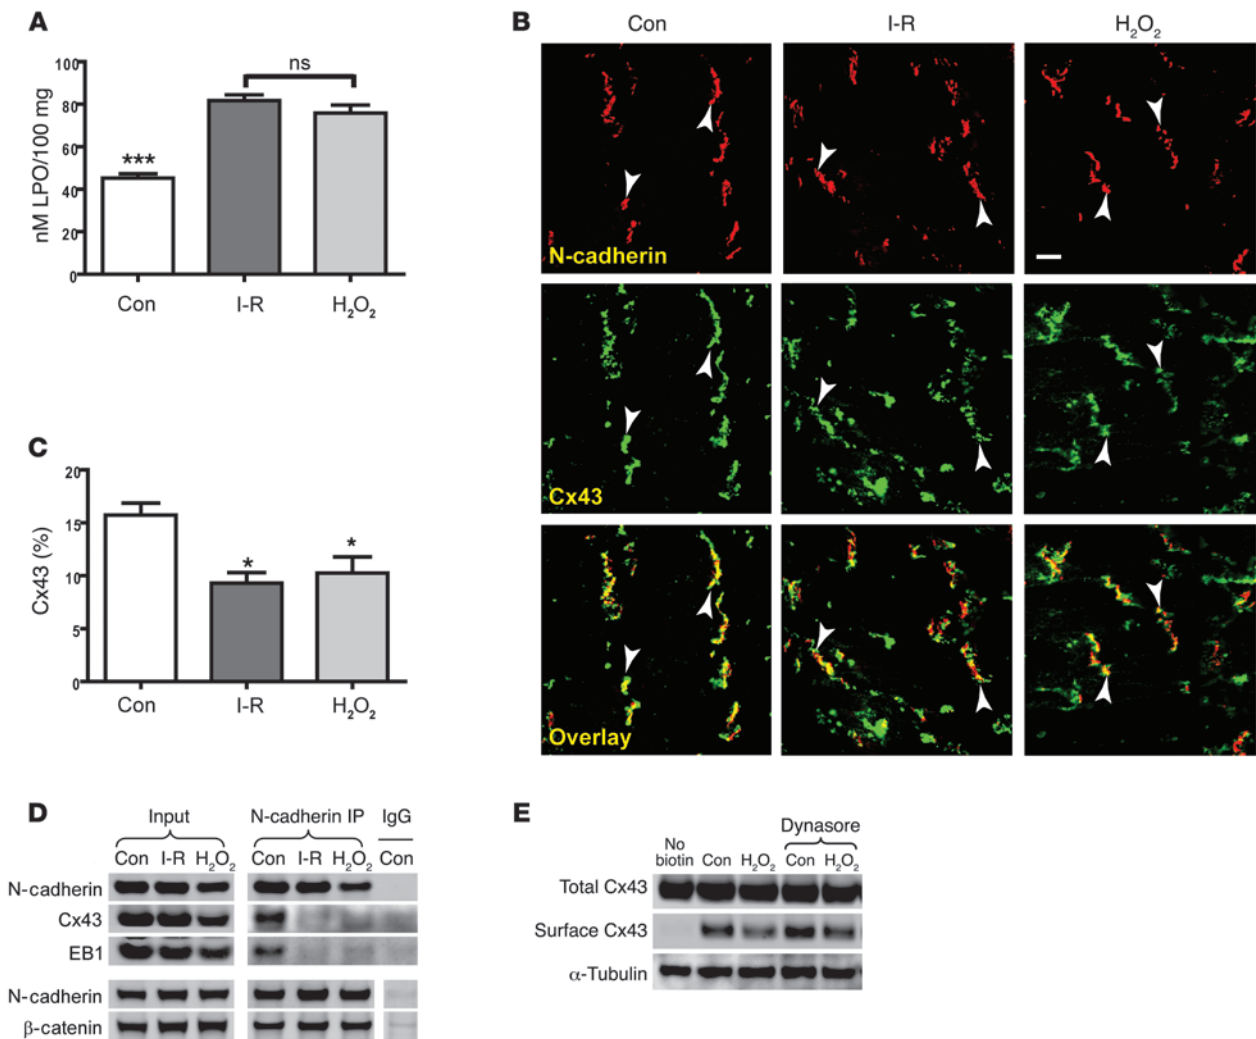 A
nM LPO/100 mg
100
80
60
40
20
0
***
ns
Con
I-R
H₂O₂
B
Con
I-R
H₂O₂
N-cadherin
Cx43
Overlay
C
Cx43 (%)
20
15
10
5
0
*
*
Con
I-R
H₂O₂
D
Input
N-cadherin IP
IgG
Con I-R H₂O₂
Con I-R H₂O₂
Con
N-cadherin
Cx43
EB1
N-cadherin
β-catenin
E
Dynasore
No biotin
Con
H₂O₂
Con
H₂O₂
Total Cx43
Surface Cx43
α-Tubulin